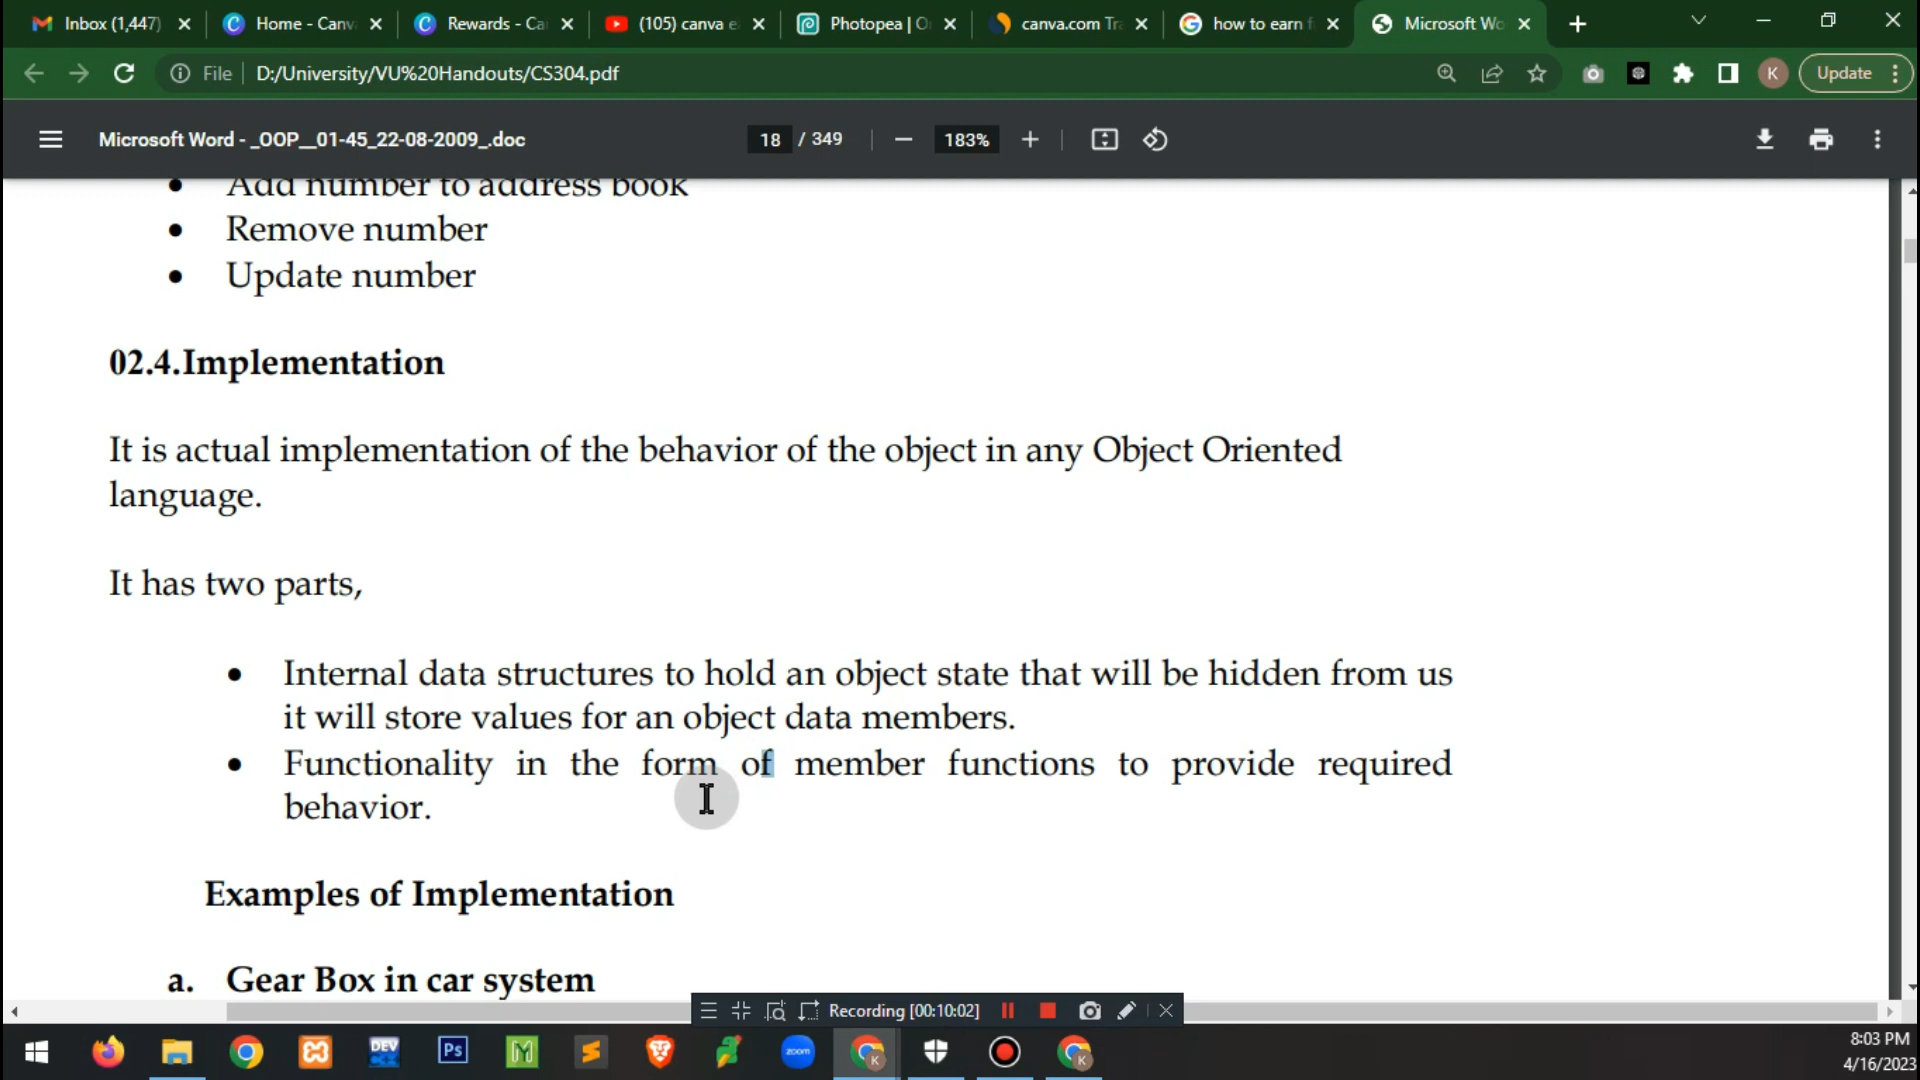 Inbox (1,447)
Home - Canv
Rewards - Ca
(105) canva e
Photopea | O
canva.com Tr
how to earn f
Microsoft Wo
File
D:/University/VU%20Handouts/CS304.pdf
K
Update
Microsoft Word - _OOP__01-45_22-08-2009_.doc
18 / 349
183%
• Add number to address book
• Remove number
• Update number
02.4.Implementation
It is actual implementation of the behavior of the object in any Object Oriented
language.
It has two parts,
• Internal data structures to hold an object state that will be hidden from us
it will store values for an object data members.
• Functionality in the form of member functions to provide required
behavior.
Examples of Implementation
a. Gear Box in car system
Recording [00:10:02]
DEV
Ps
zoom
K
K
8:03 PM
4/16/2023